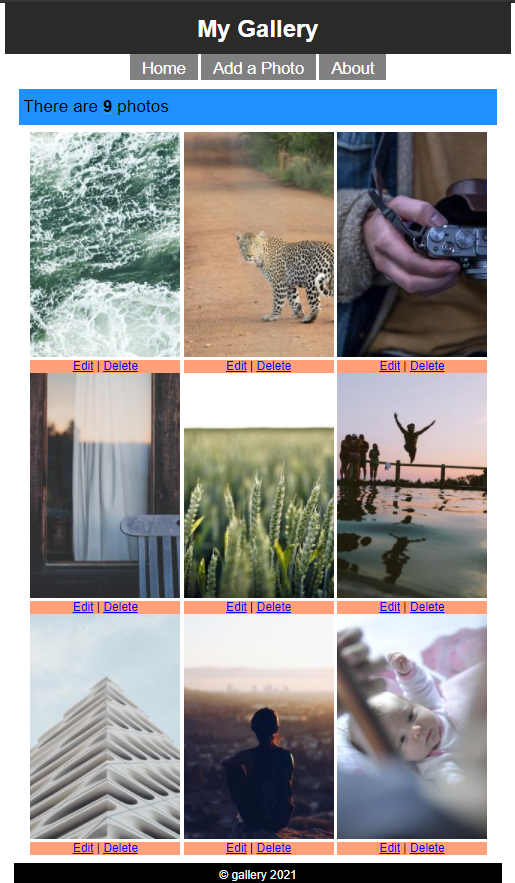 My Gallery
Home Add a Photo About
There are 9 photos
Edit | Delete Edit | Delete Edit | Delete
Edit | Delete Edit | Delete Edit | Delete
Edit | Delete Edit | Delete Edit | Delete
© gallery 2021